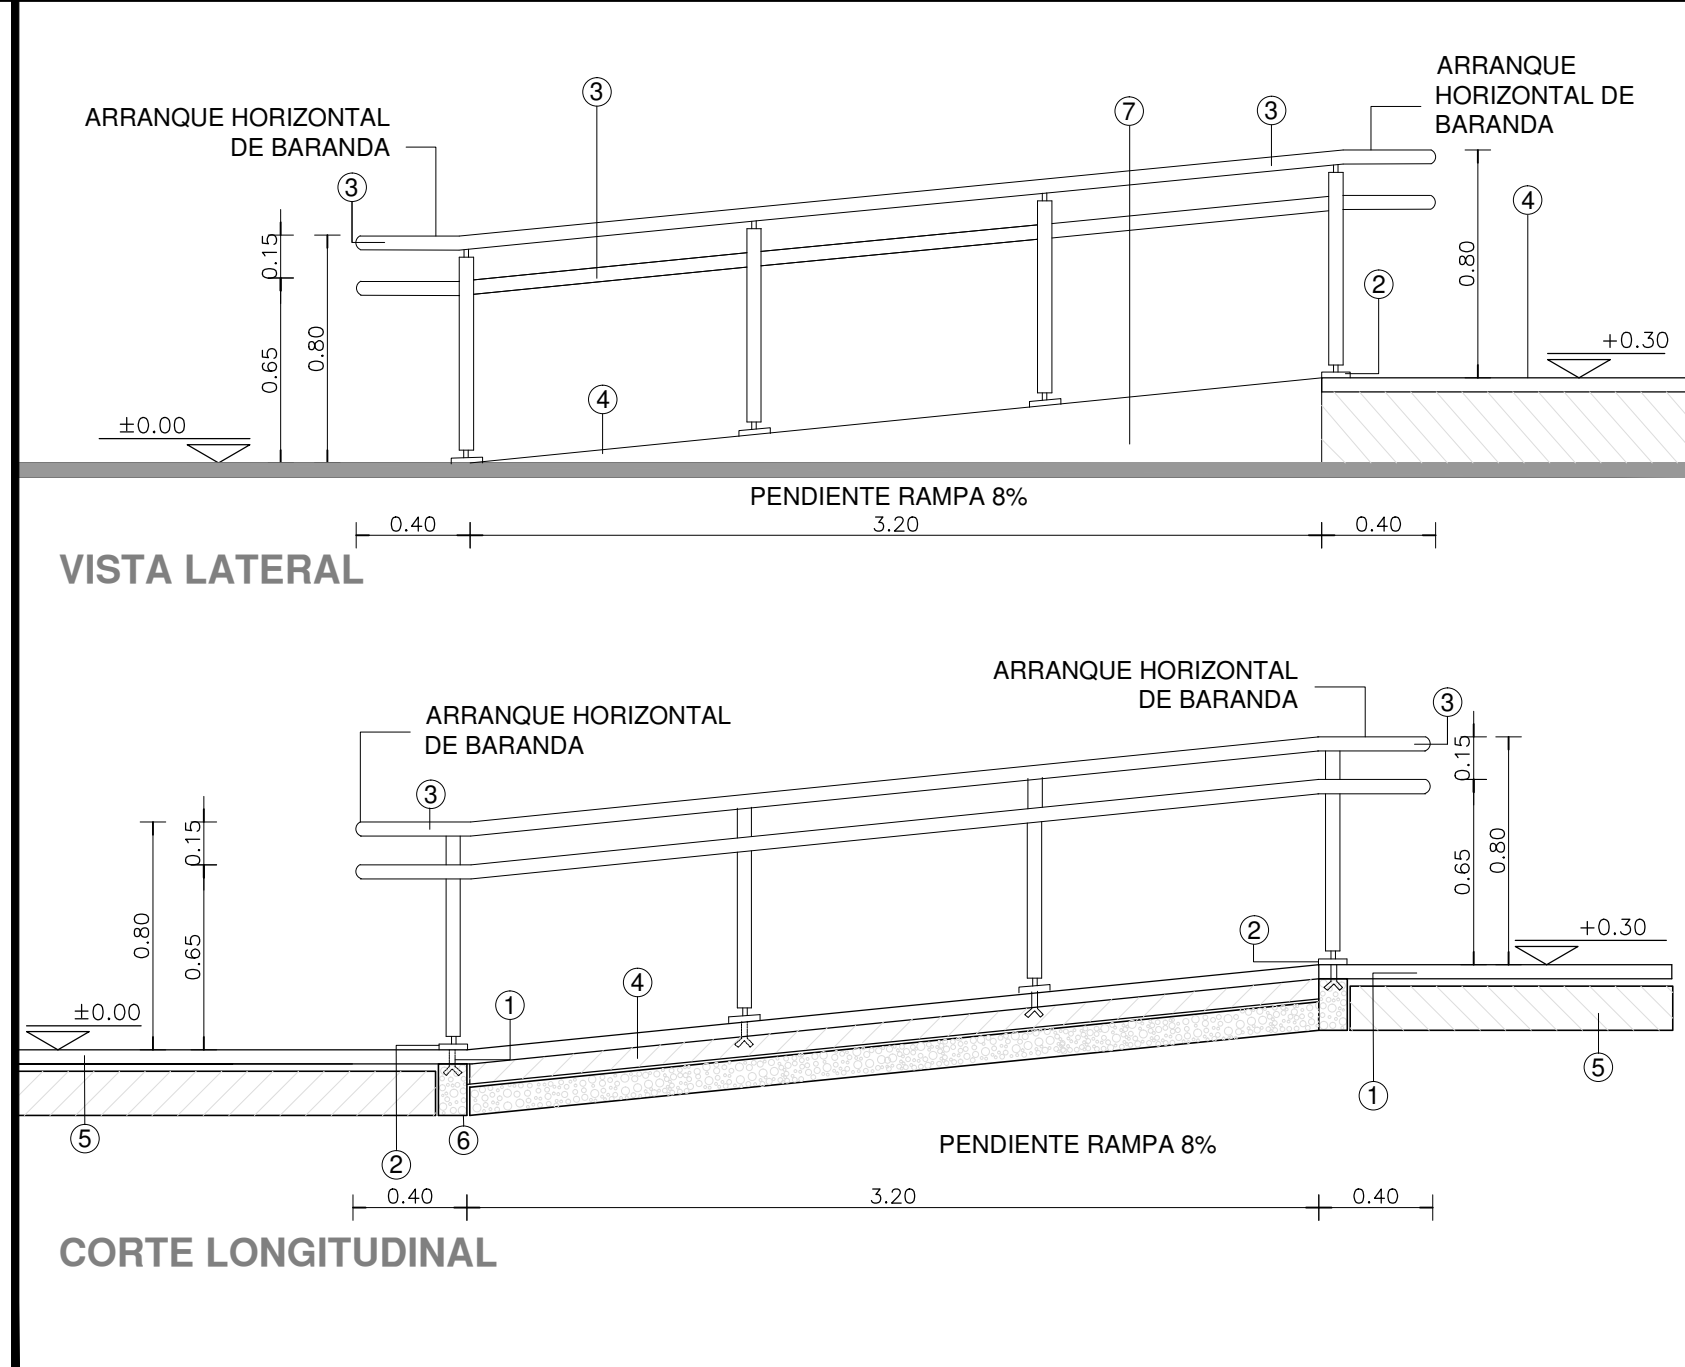 ARRANQUE HORIZONTAL
DE BARANDA
3
7
3
ARRANQUE
HORIZONTAL DE
BARANDA
3
4
0.15
0.80
0.65
0.80
2
4
±0.00
+0.30
PENDIENTE RAMPA 8%
0.40
3.20
0.40
VISTA LATERAL
ARRANQUE HORIZONTAL
DE BARANDA
ARRANQUE HORIZONTAL
DE BARANDA
3
3
0.15
0.80
0.65
0.15
0.65
0.80
2
4
1
±0.00
+0.30
5
2
6
1
5
PENDIENTE RAMPA 8%
0.40
3.20
0.40
CORTE LONGITUDINAL